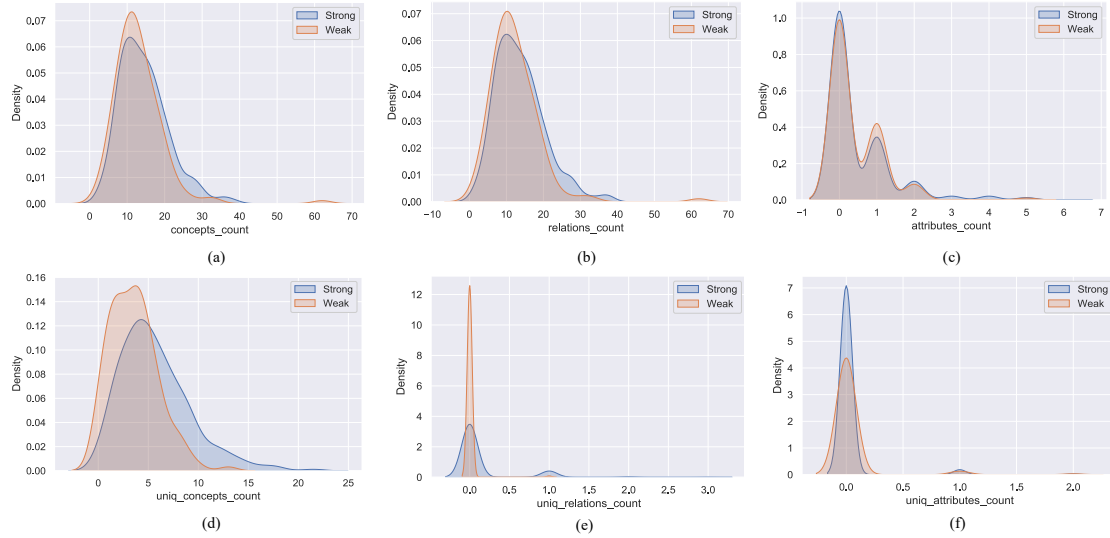 Density
0.07
0.06
0.05
0.04
0.03
0.02
0.01
0.00
0 10 20 30 40 50 60 70
concepts_count
Strong
Weak
(a)
Density
0.07
0.06
0.05
0.04
0.03
0.02
0.01
0.00
−10 0 10 20 30 40 50 60 70
relations_count
Strong
Weak
(b)
Density
1.0
0.8
0.6
0.4
0.2
0.0
−1 0 1 2 3 4 5 6 7
attributes_count
Strong
Weak
(c)
Density
0.16
0.14
0.12
0.10
0.08
0.06
0.04
0.02
0.00
0 5 10 15 20 25
uniq_concepts_count
Strong
Weak
(d)
Density
12
10
8
6
4
2
0
0.0 0.5 1.0 1.5 2.0 2.5 3.0
uniq_relations_count
Strong
Weak
(e)
Density
7
6
5
4
3
2
1
0
0.0 0.5 1.0 1.5 2.0
uniq_attributes_count
Strong
Weak
(f)